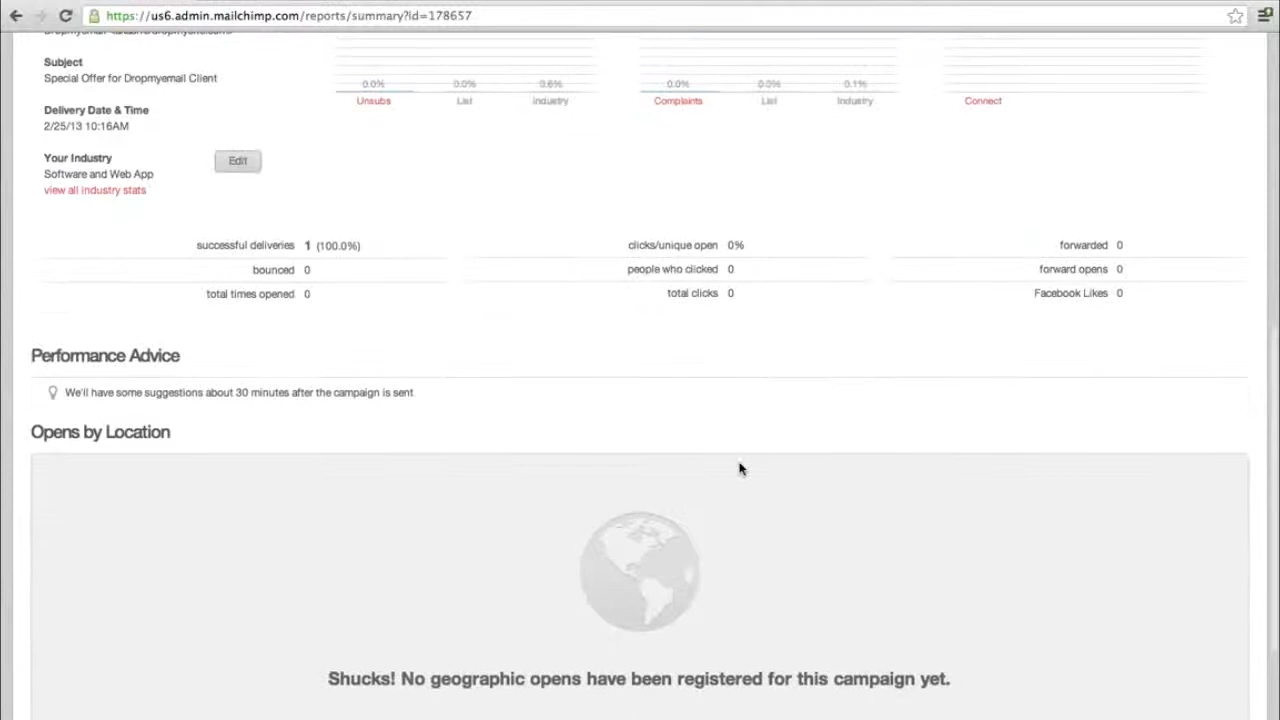 https://us6.admin.mailchimp.com/reports/summary?id=178657
Subject
Special Offer for Dropmyemail Client
Delivery Date & Time
2/25/13 10:16AM
Your Industry
Software and Web App
view all industry stats
Edit
0.0% 0.0% 0.6%
Unsubs List Industry
0.0% 0.0% 0.1%
Complaints List Industry
Connect
successful deliveries 1 (100.0%)
bounced 0
total times opened 0
clicks/unique open 0%
people who clicked 0
total clicks 0
forwarded 0
forward opens 0
Facebook Likes 0
Performance Advice
We'll have some suggestions about 30 minutes after the campaign is sent
Opens by Location
Shucks! No geographic opens have been registered for this campaign yet.